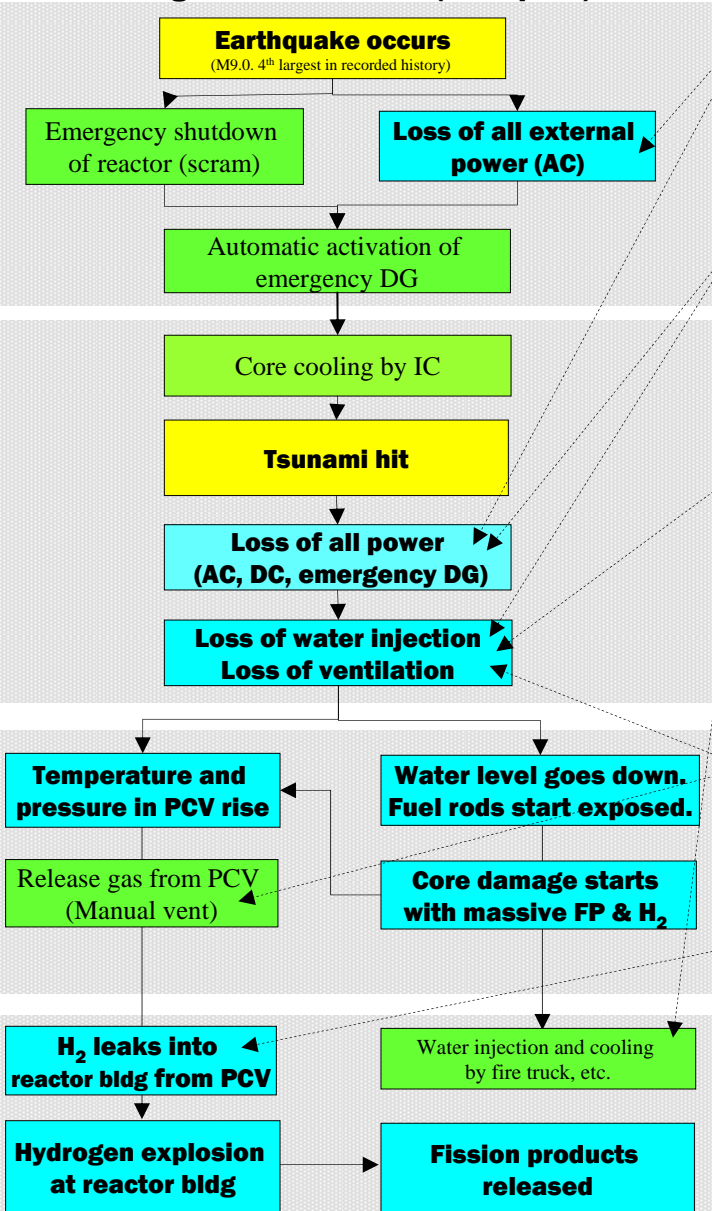 Earthquake occurs
(M9.0. 4th largest in recorded history)
Emergency shutdown
of reactor (scram)
Loss of all external
power (AC)
Automatic activation of
emergency DG
Core cooling by IC
Tsunami hit
Loss of all power
(AC, DC, emergency DG)
Loss of water injection
Loss of ventilation
Temperature and
pressure in PCV rise
Water level goes down.
Fuel rods start exposed.
Release gas from PCV
(Manual vent)
Core damage starts
with massive FP & H2
H2 leaks into
reactor bldg from PCV
Water injection and cooling
by fire truck, etc.
Hydrogen explosion
at reactor bldg
Fission products
released